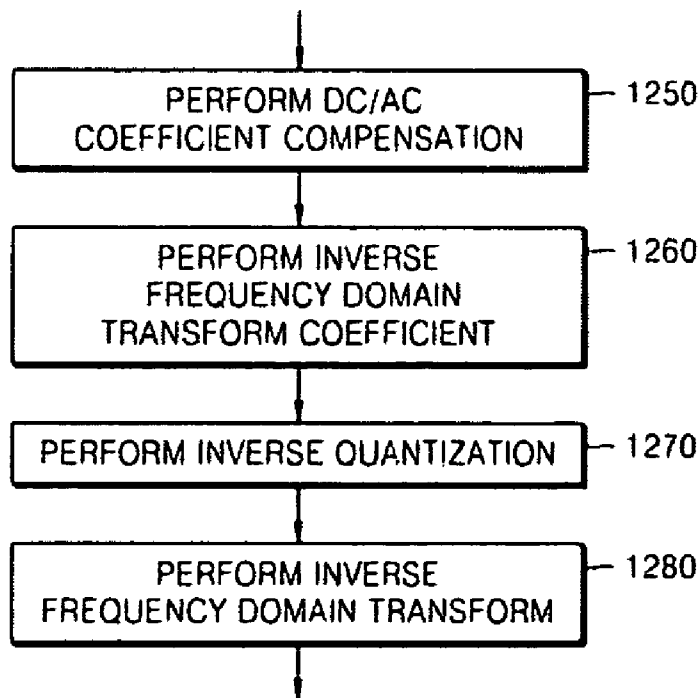 PERFORM DC/AC
COEFFICIENT COMPENSATION
1250
PERFORM INVERSE
FREQUENCY DOMAIN
TRANSFORM COEFFICIENT
1260
PERFORM INVERSE QUANTIZATION
1270
PERFORM INVERSE
FREQUENCY DOMAIN TRANSFORM
1280